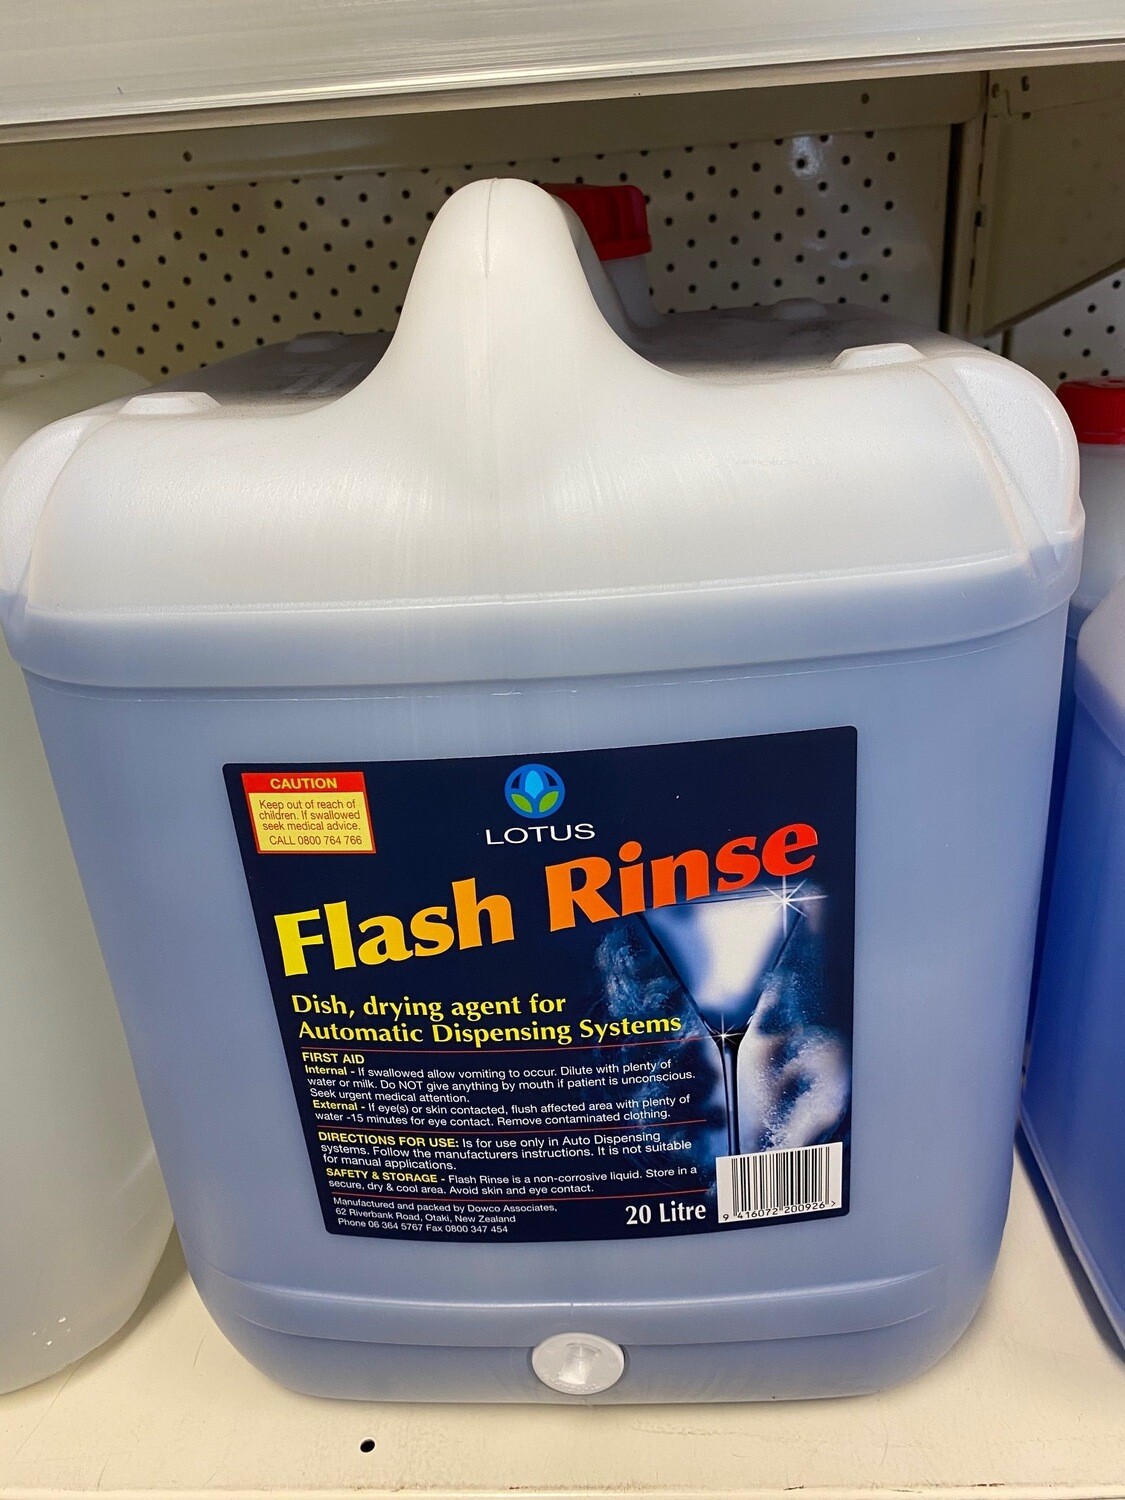 CAUTION
Keep out of reach of
children. If swallowed
seek medical advice.
CALL 0800 764 766
LOTUS
Flash Rinse
Dish, drying agent for
Automatic Dispensing Systems
FIRST AID
Internal - If swallowed allow vomiting to occur. Dilute with plenty of
water or milk. Do NOT give anything by mouth if patient is unconscious.
Seek urgent medical attention.
External - If eye(s) or skin contacted, flush affected area with plenty of
water -15 minutes for eye contact. Remove contaminated clothing.
DIRECTIONS FOR USE: Is for use only in Auto Dispensing
systems. Follow the manufacturers instructions. It is not suitable
for manual applications.
SAFETY & STORAGE - Flash Rinse is a non-corrosive liquid. Store in a
secure, dry & cool area. Avoid skin and eye contact.
Manufactured and packed by Dowco Associates,
62 Riverbank Road, Otaki, New Zealand
Phone 06 364 5767 Fax 0800 347 454
20 Litre
9 416072 200926 >